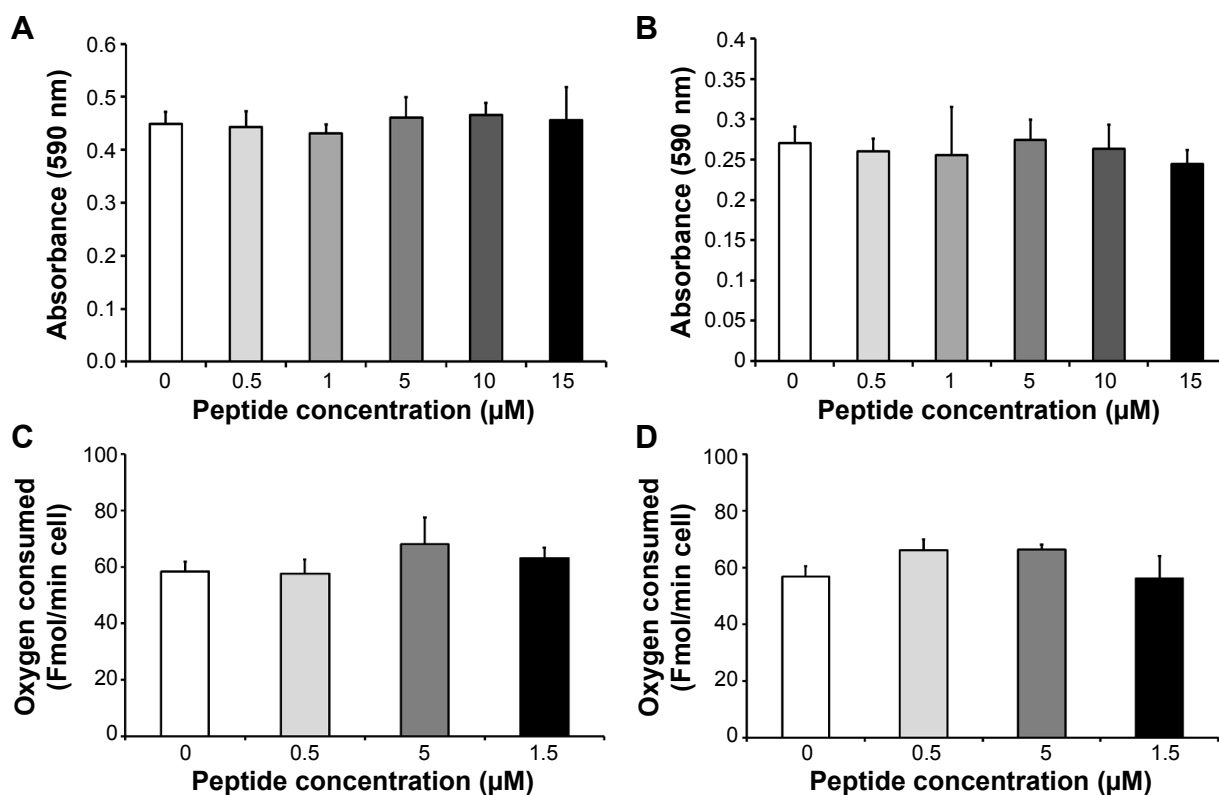 A
Absorbance (590 nm)
0.6
0.5
0.4
0.3
0.2
0.1
0.0
0 0.5 1 5 10 15
Peptide concentration (µM)
B
Absorbance (590 nm)
0.4
0.35
0.3
0.25
0.2
0.15
0.1
0.05
0
0 0.5 1 5 10 15
Peptide concentration (µM)
C
Oxygen consumed
(Fmol/min cell)
100
80
60
40
20
0
0 0.5 5 1.5
Peptide concentration (µM)
D
Oxygen consumed
(Fmol/min cell)
100
80
60
40
20
0
0 0.5 5 1.5
Peptide concentration (µM)